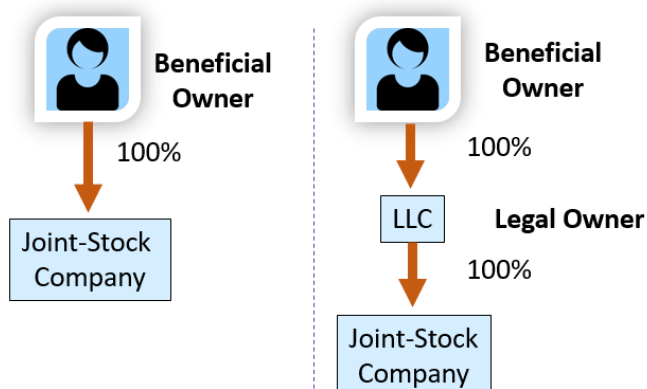 Beneficial
Owner
100%
Joint-Stock
Company
Beneficial
Owner
100%
LLC
Legal Owner
100%
Joint-Stock
Company